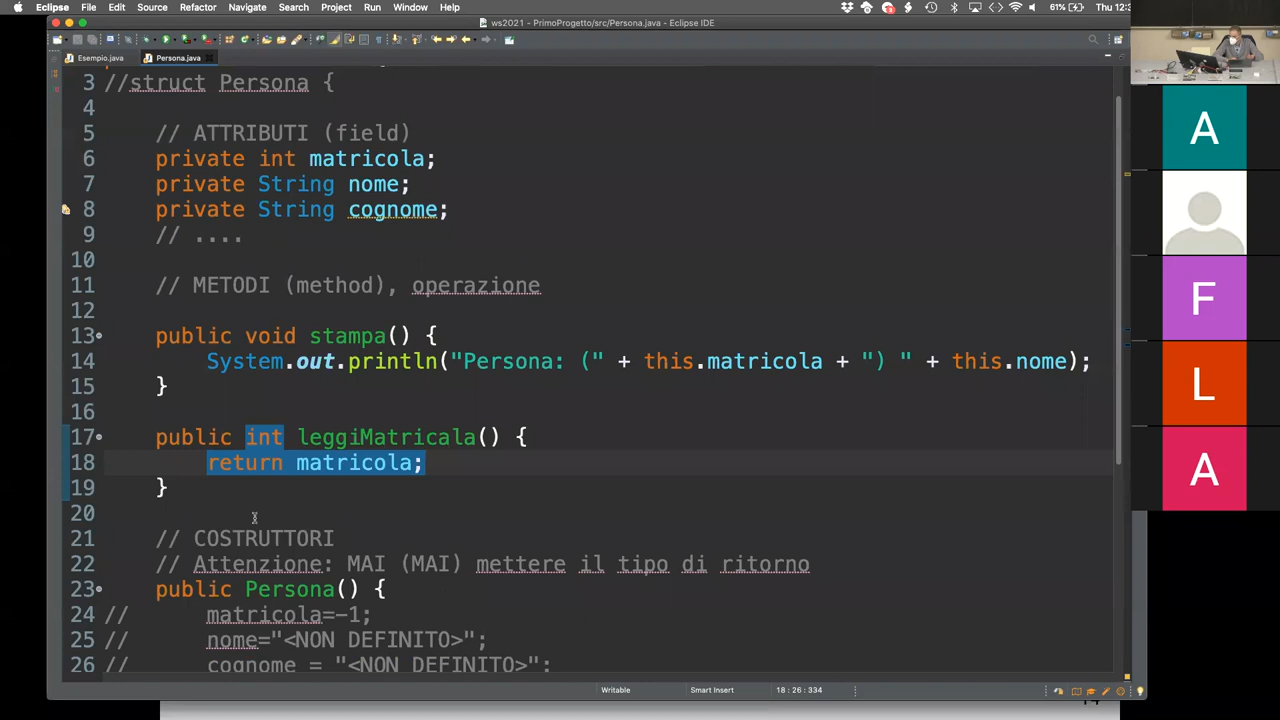 Eclipse File Edit Source Refactor Navigate Search Project Run Window Help 61% Thu 12:3
ws2021 - PrimoProgetto/src/Persona.java - Eclipse IDE
Esempio.java Persona.java
3 //struct Persona {
4
5 // ATTRIBUTI (field)
6 private int matricola;
7 private String nome;
8 private String cognome;
9 // ....
10
11 // METODI (method), operazione
12
13 public void stampa() {
14 System.out.println("Persona: (" + this.matricola + ") " + this.nome);
15 }
16
17 public int leggiMatricala() {
18 return matricola;
19 }
20
21 // COSTRUTTORI
22 // Attenzione: MAI (MAI) mettere il tipo di ritorno
23 public Persona() {
24 // matricola=-1;
25 // nome="<NON DEFINITO>";
26 // cognome = "<NON DEFINITO>";
Writable Smart Insert 18 : 26 : 334
A
F
L
A